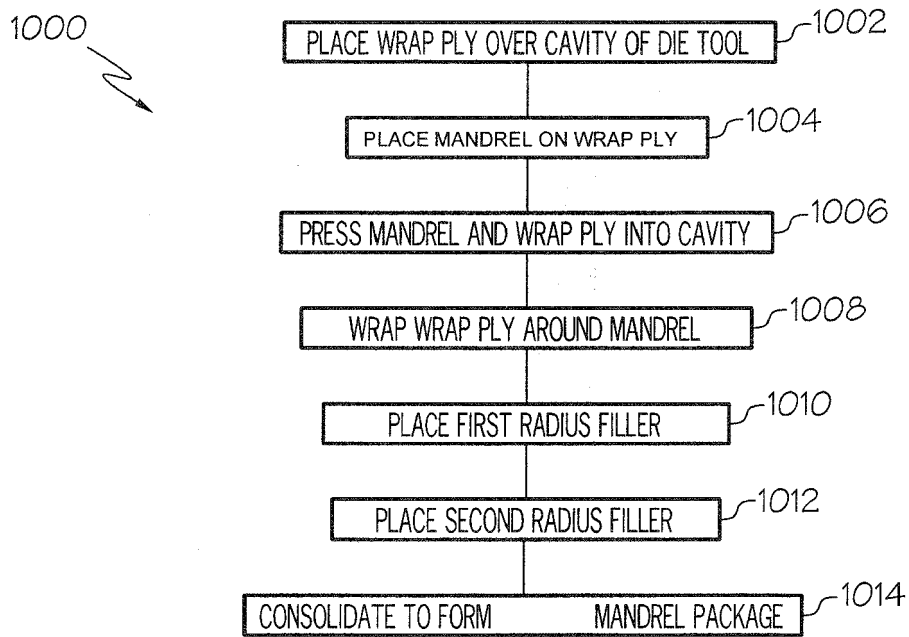 1000
PLACE WRAP PLY OVER CAVITY OF DIE TOOL 1002
PLACE MANDREL ON WRAP PLY 1004
PRESS MANDREL AND WRAP PLY INTO CAVITY 1006
WRAP WRAP PLY AROUND MANDREL 1008
PLACE FIRST RADIUS FILLER 1010
PLACE SECOND RADIUS FILLER 1012
CONSOLIDATE TO FORM MANDREL PACKAGE 1014